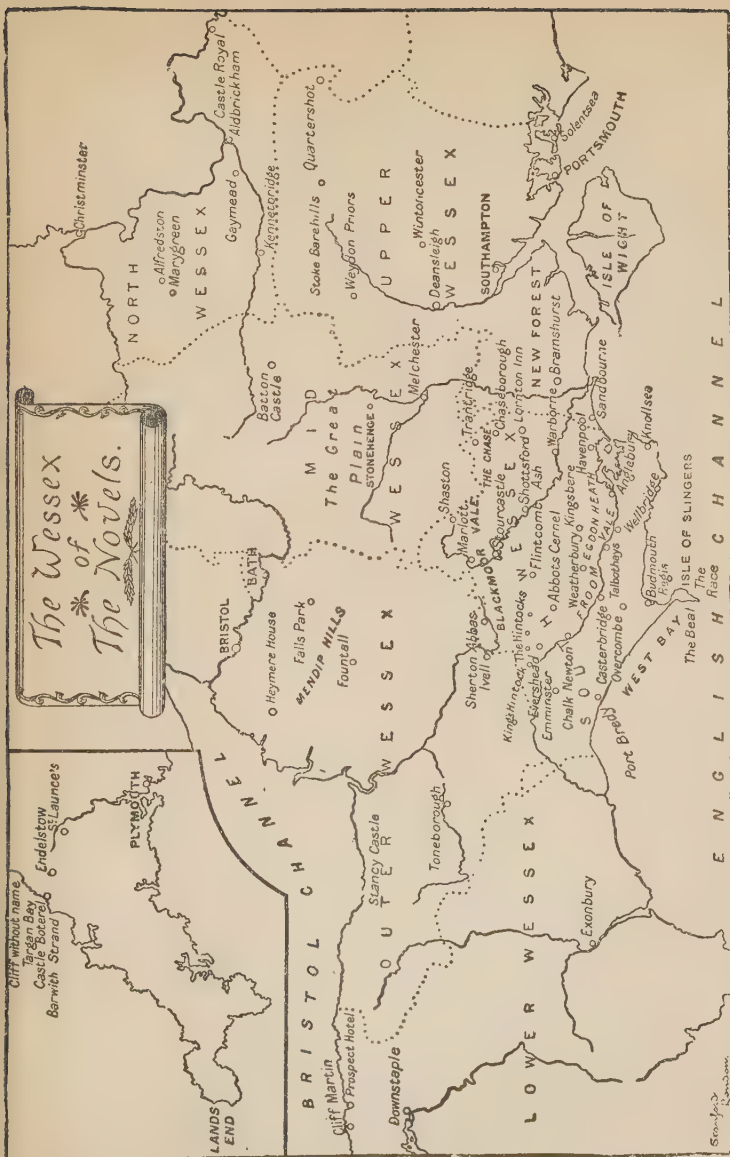 The Wessex
of
The Novels.
Cliff without name
Targan Bay
Castle Boterel
Barwith Strand
Endelstow
St Launce's
PLYMOUTH
LANDS
END
BRISTOL CHANNEL
Cliff Martin
Prospect Hotel
Downstaple
BRISTOL
BATH
Heymere House
Falls Park
MENDIP HILLS
Fountall
OUTER WESSEX
Stancy Castle
Toneborough
LOWER WESSEX
Exonbury
NORTH
WESSEX
Christminster
Alfredston
Marygreen
Castle Royal
Aldbrickham
Gaymead
Kennetbridge
Batton
Castle
MID
WESSEX
The Great
Plain
STONEHENGE
Melchester
UPPER
WESSEX
Stoke Barehills
Quartershot
Weydon Priors
Wintoncester
Deansleigh
SOUTHAMPTON
Solentsea
PORTSMOUTH
ISLE OF
WIGHT
NEW FOREST
Bramshurst
Shaston
Marlott
BLACKMOOR VALE
Stourcastle
THE CHASE
Trantridge
Chaseborough
Lornton Inn
Shottsford
Warborne
Sherton Abbas
Ivell
King's Hintock
The Hintocks
Evershead
Emminster
Chalk Newton
SOUTH WESSEX
Flintcomb Ash
Abbots Cernel
Weatherbury
Kingsbere
Havenpool
Sandbourne
EGDON HEATH
FROOM
VALE OF
Casterbridge
Talbothays
Overcombe
Wellbridge
Anglebury
Knollsea
Budmouth
Regis
Port Bredy
WEST BAY
ISLE OF SLINGERS
The Beal
The
Race
ENGLISH CHANNEL